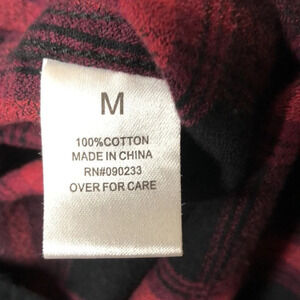 M
100%COTTON
MADE IN CHINA
RN#090233
OVER FOR CARE